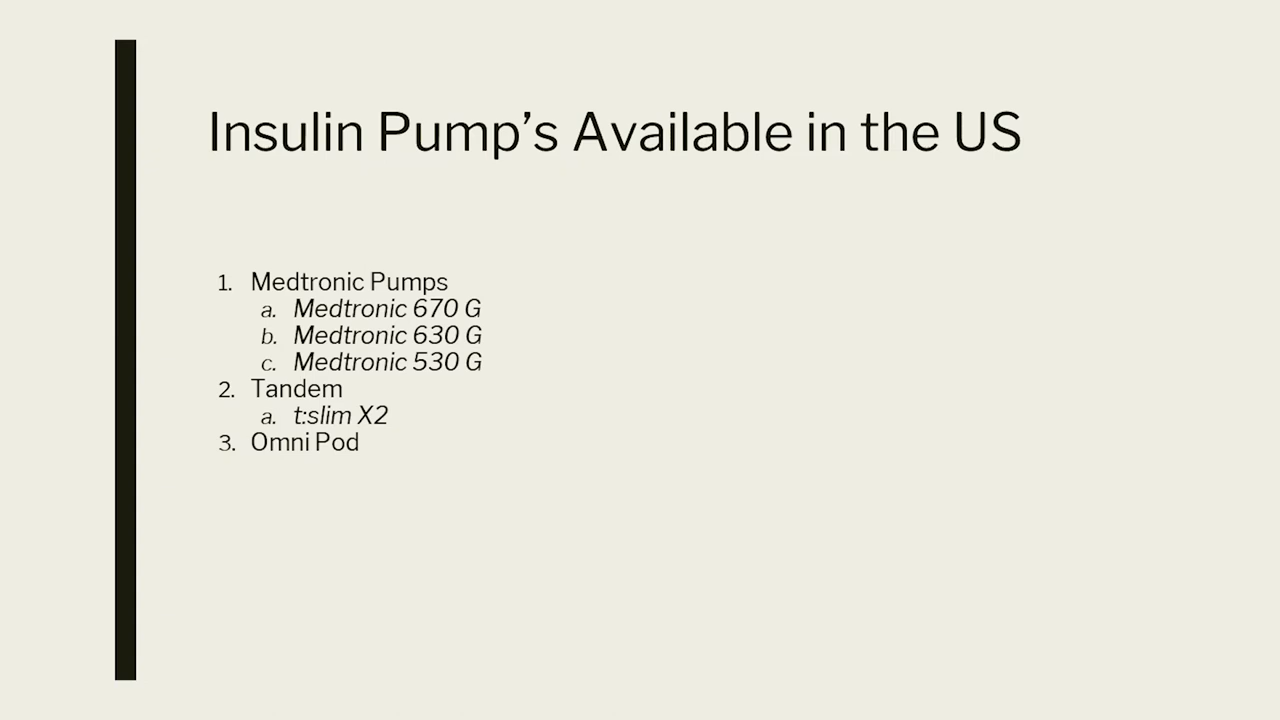 Insulin Pump’s Available in the US
1. Medtronic Pumps
a. Medtronic 670 G
b. Medtronic 630 G
c. Medtronic 530 G
2. Tandem
a. t:slim X2
3. Omni Pod